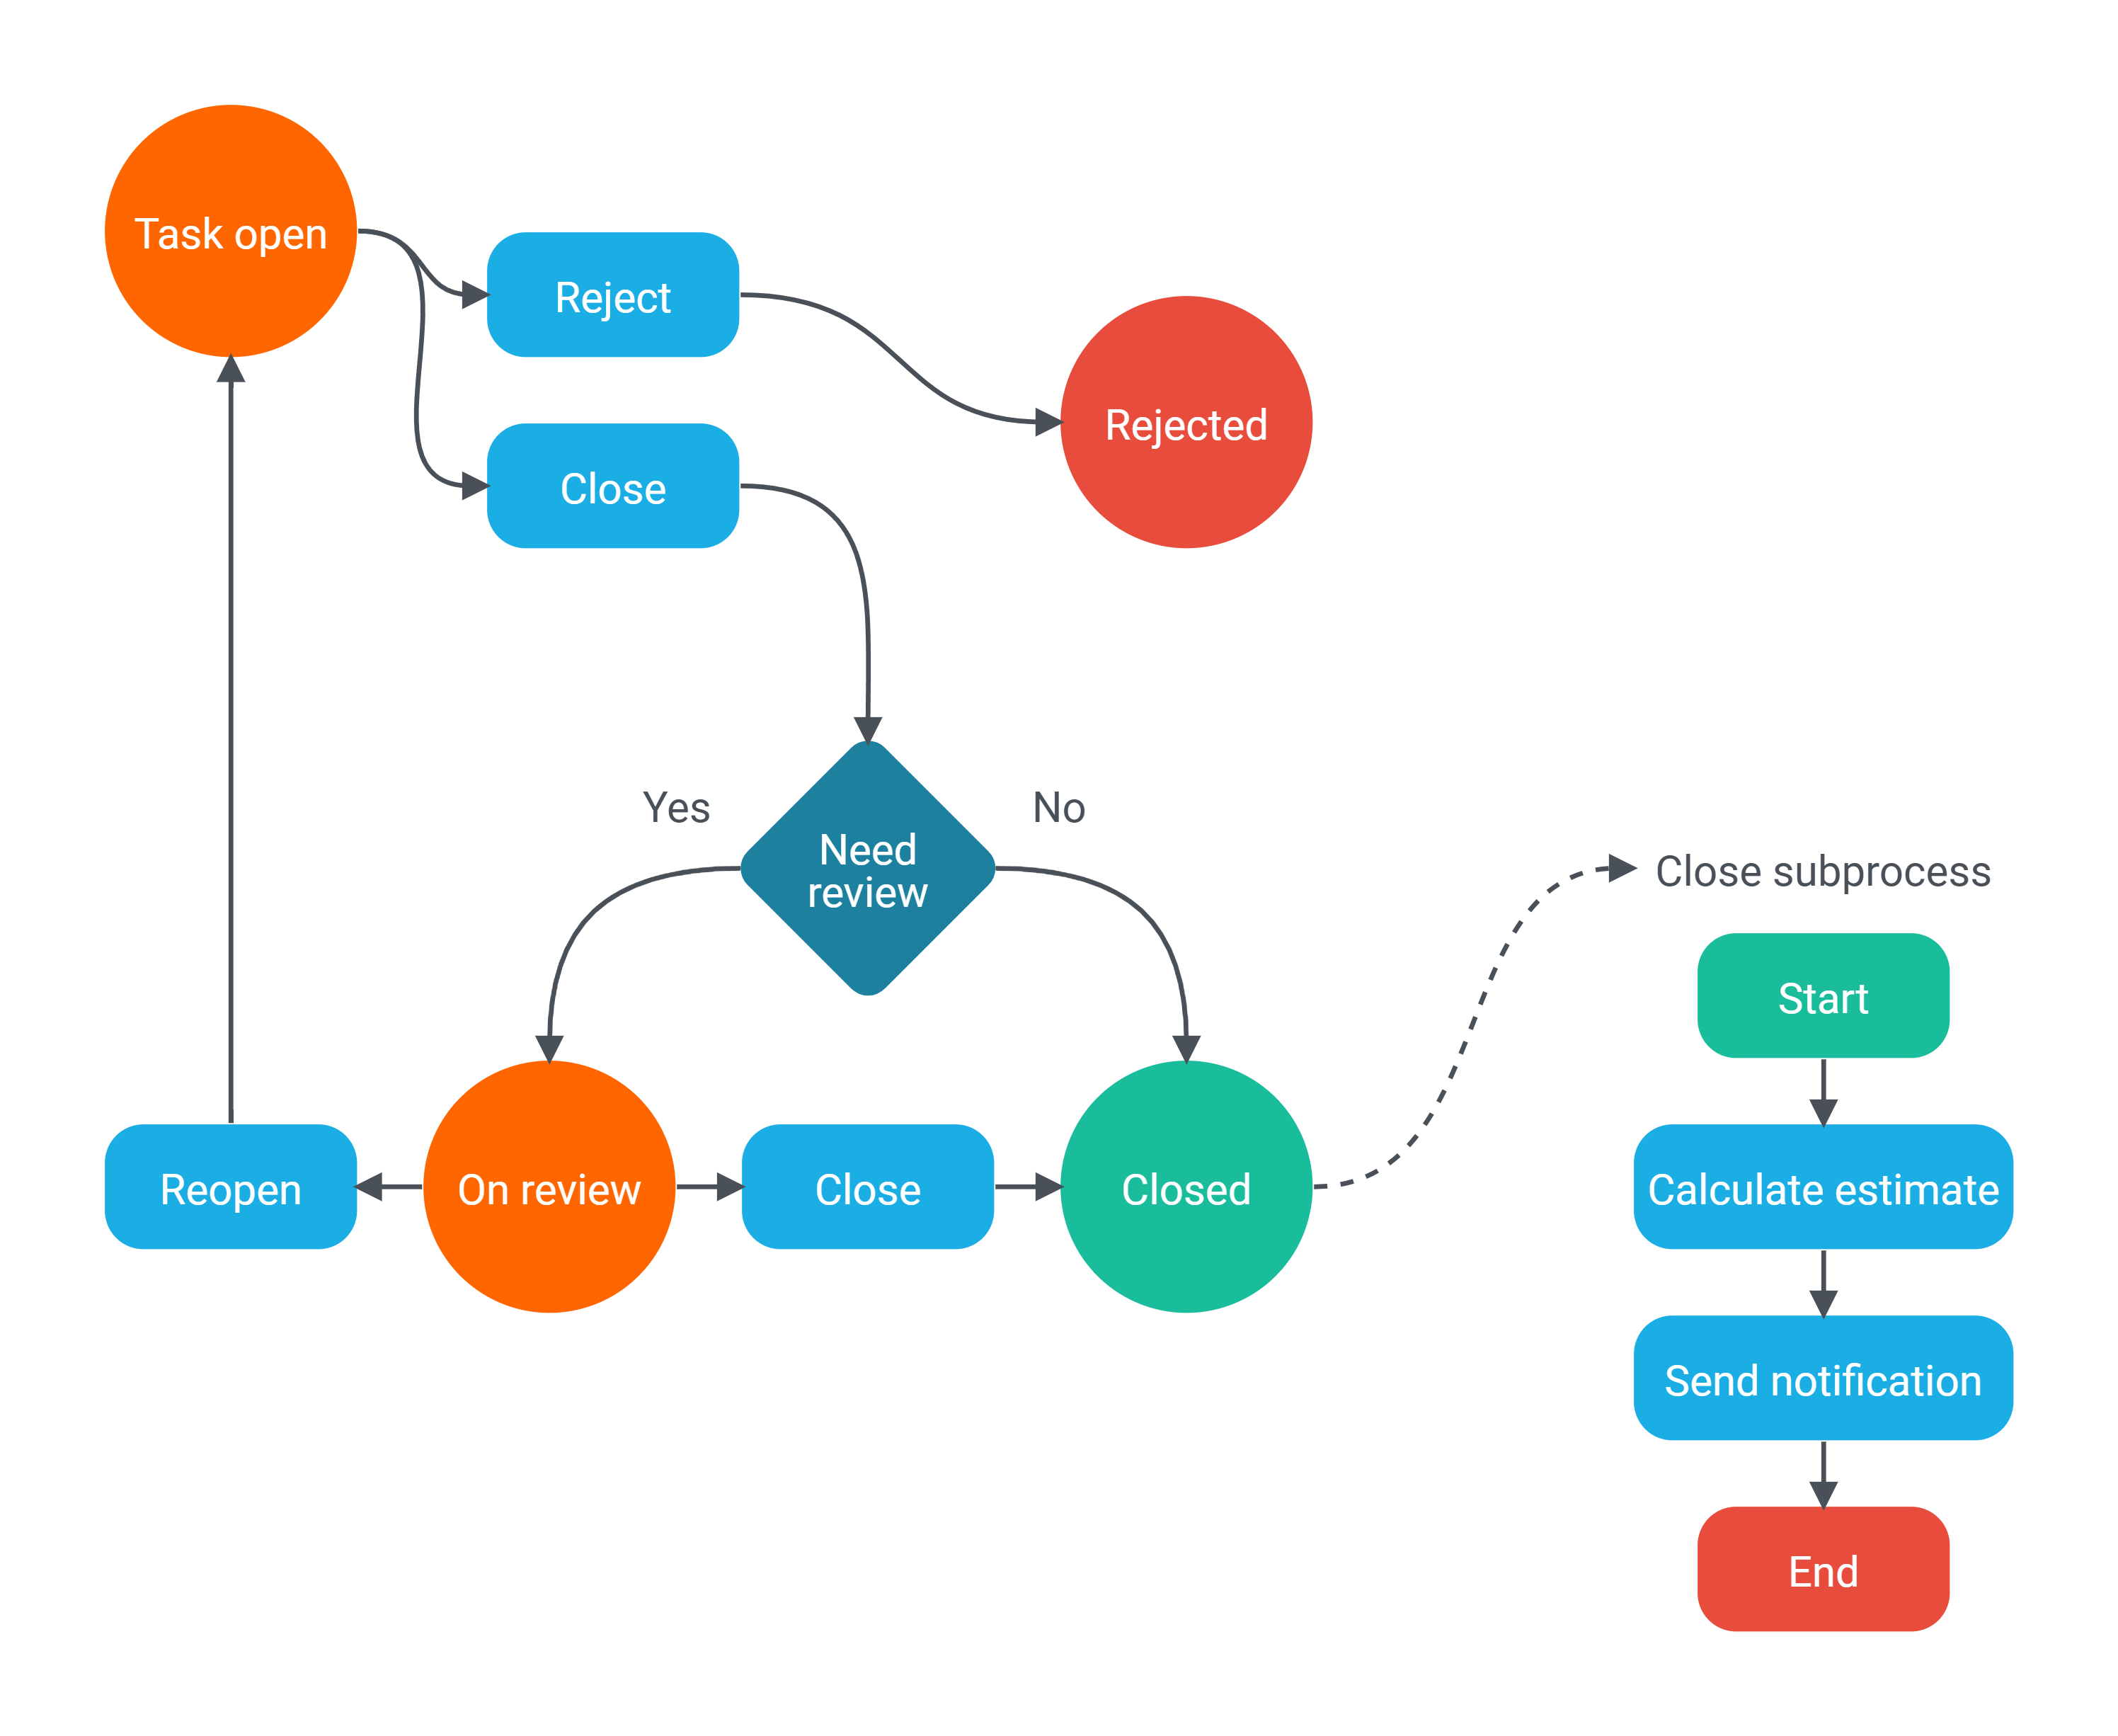 Task open
Reject
Rejected
Close
Yes
No
Need
review
Close subprocess
Start
Reopen
On review
Close
Closed
Calculate estimate
Send notification
End